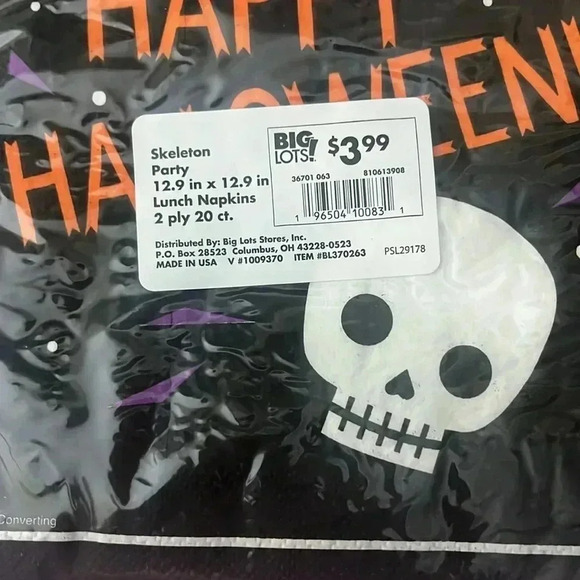 HAPPY
HALLOWEEN!
Skeleton
Party
12.9 in x 12.9 in
Lunch Napkins
2 ply 20 ct.
BIG
LOTS!
$3.99
36701 063 810613908
1 96504 10083 1
Distributed By: Big Lots Stores, Inc.
P.O. Box 28523 Columbus, OH 43228-0523
MADE IN USA V #1009370 ITEM #BL370263 PSL29178
Converting